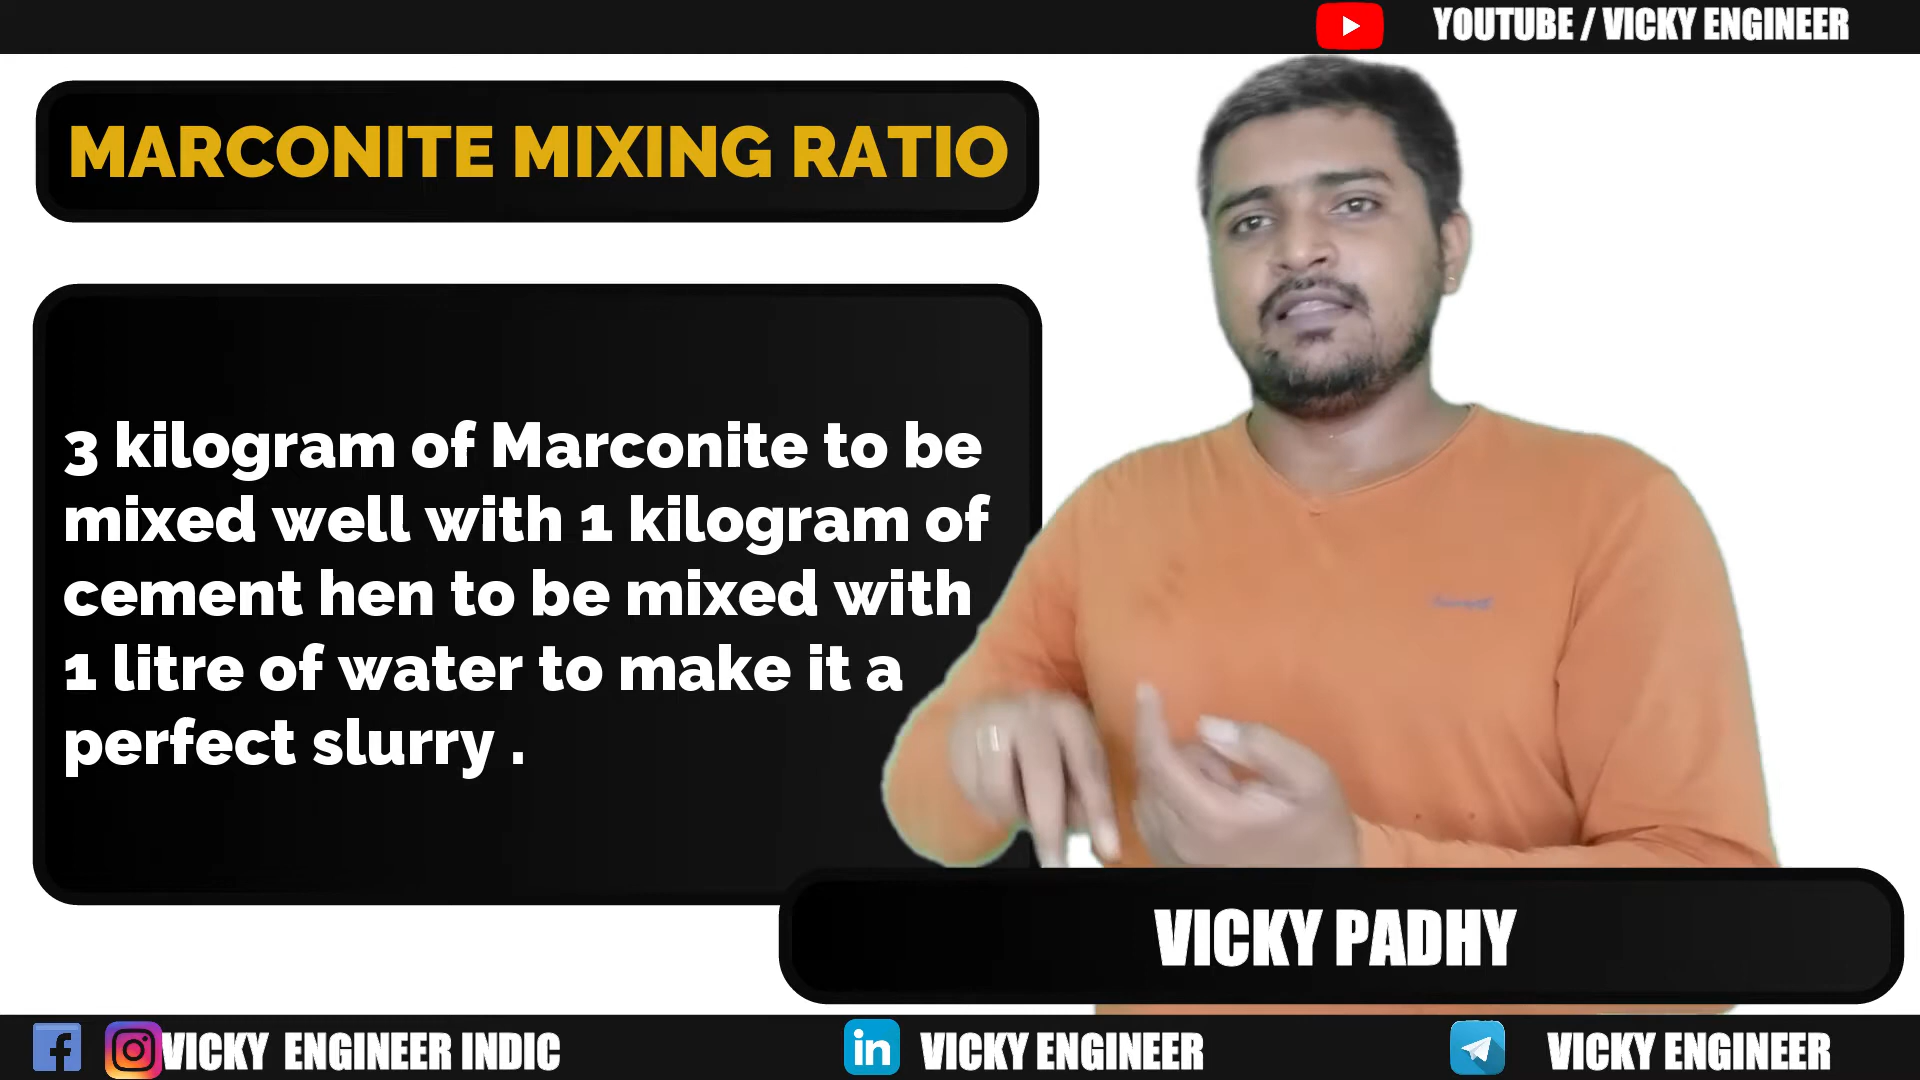 YOUTUBE / VICKY ENGINEER
MARCONITE MIXING RATIO
3 kilogram of Marconite to be
mixed well with 1 kilogram of
cement hen to be mixed with
1 litre of water to make it a
perfect slurry .
VICKY PADHY
VICKY ENGINEER INDIC
in VICKY ENGINEER
VICKY ENGINEER